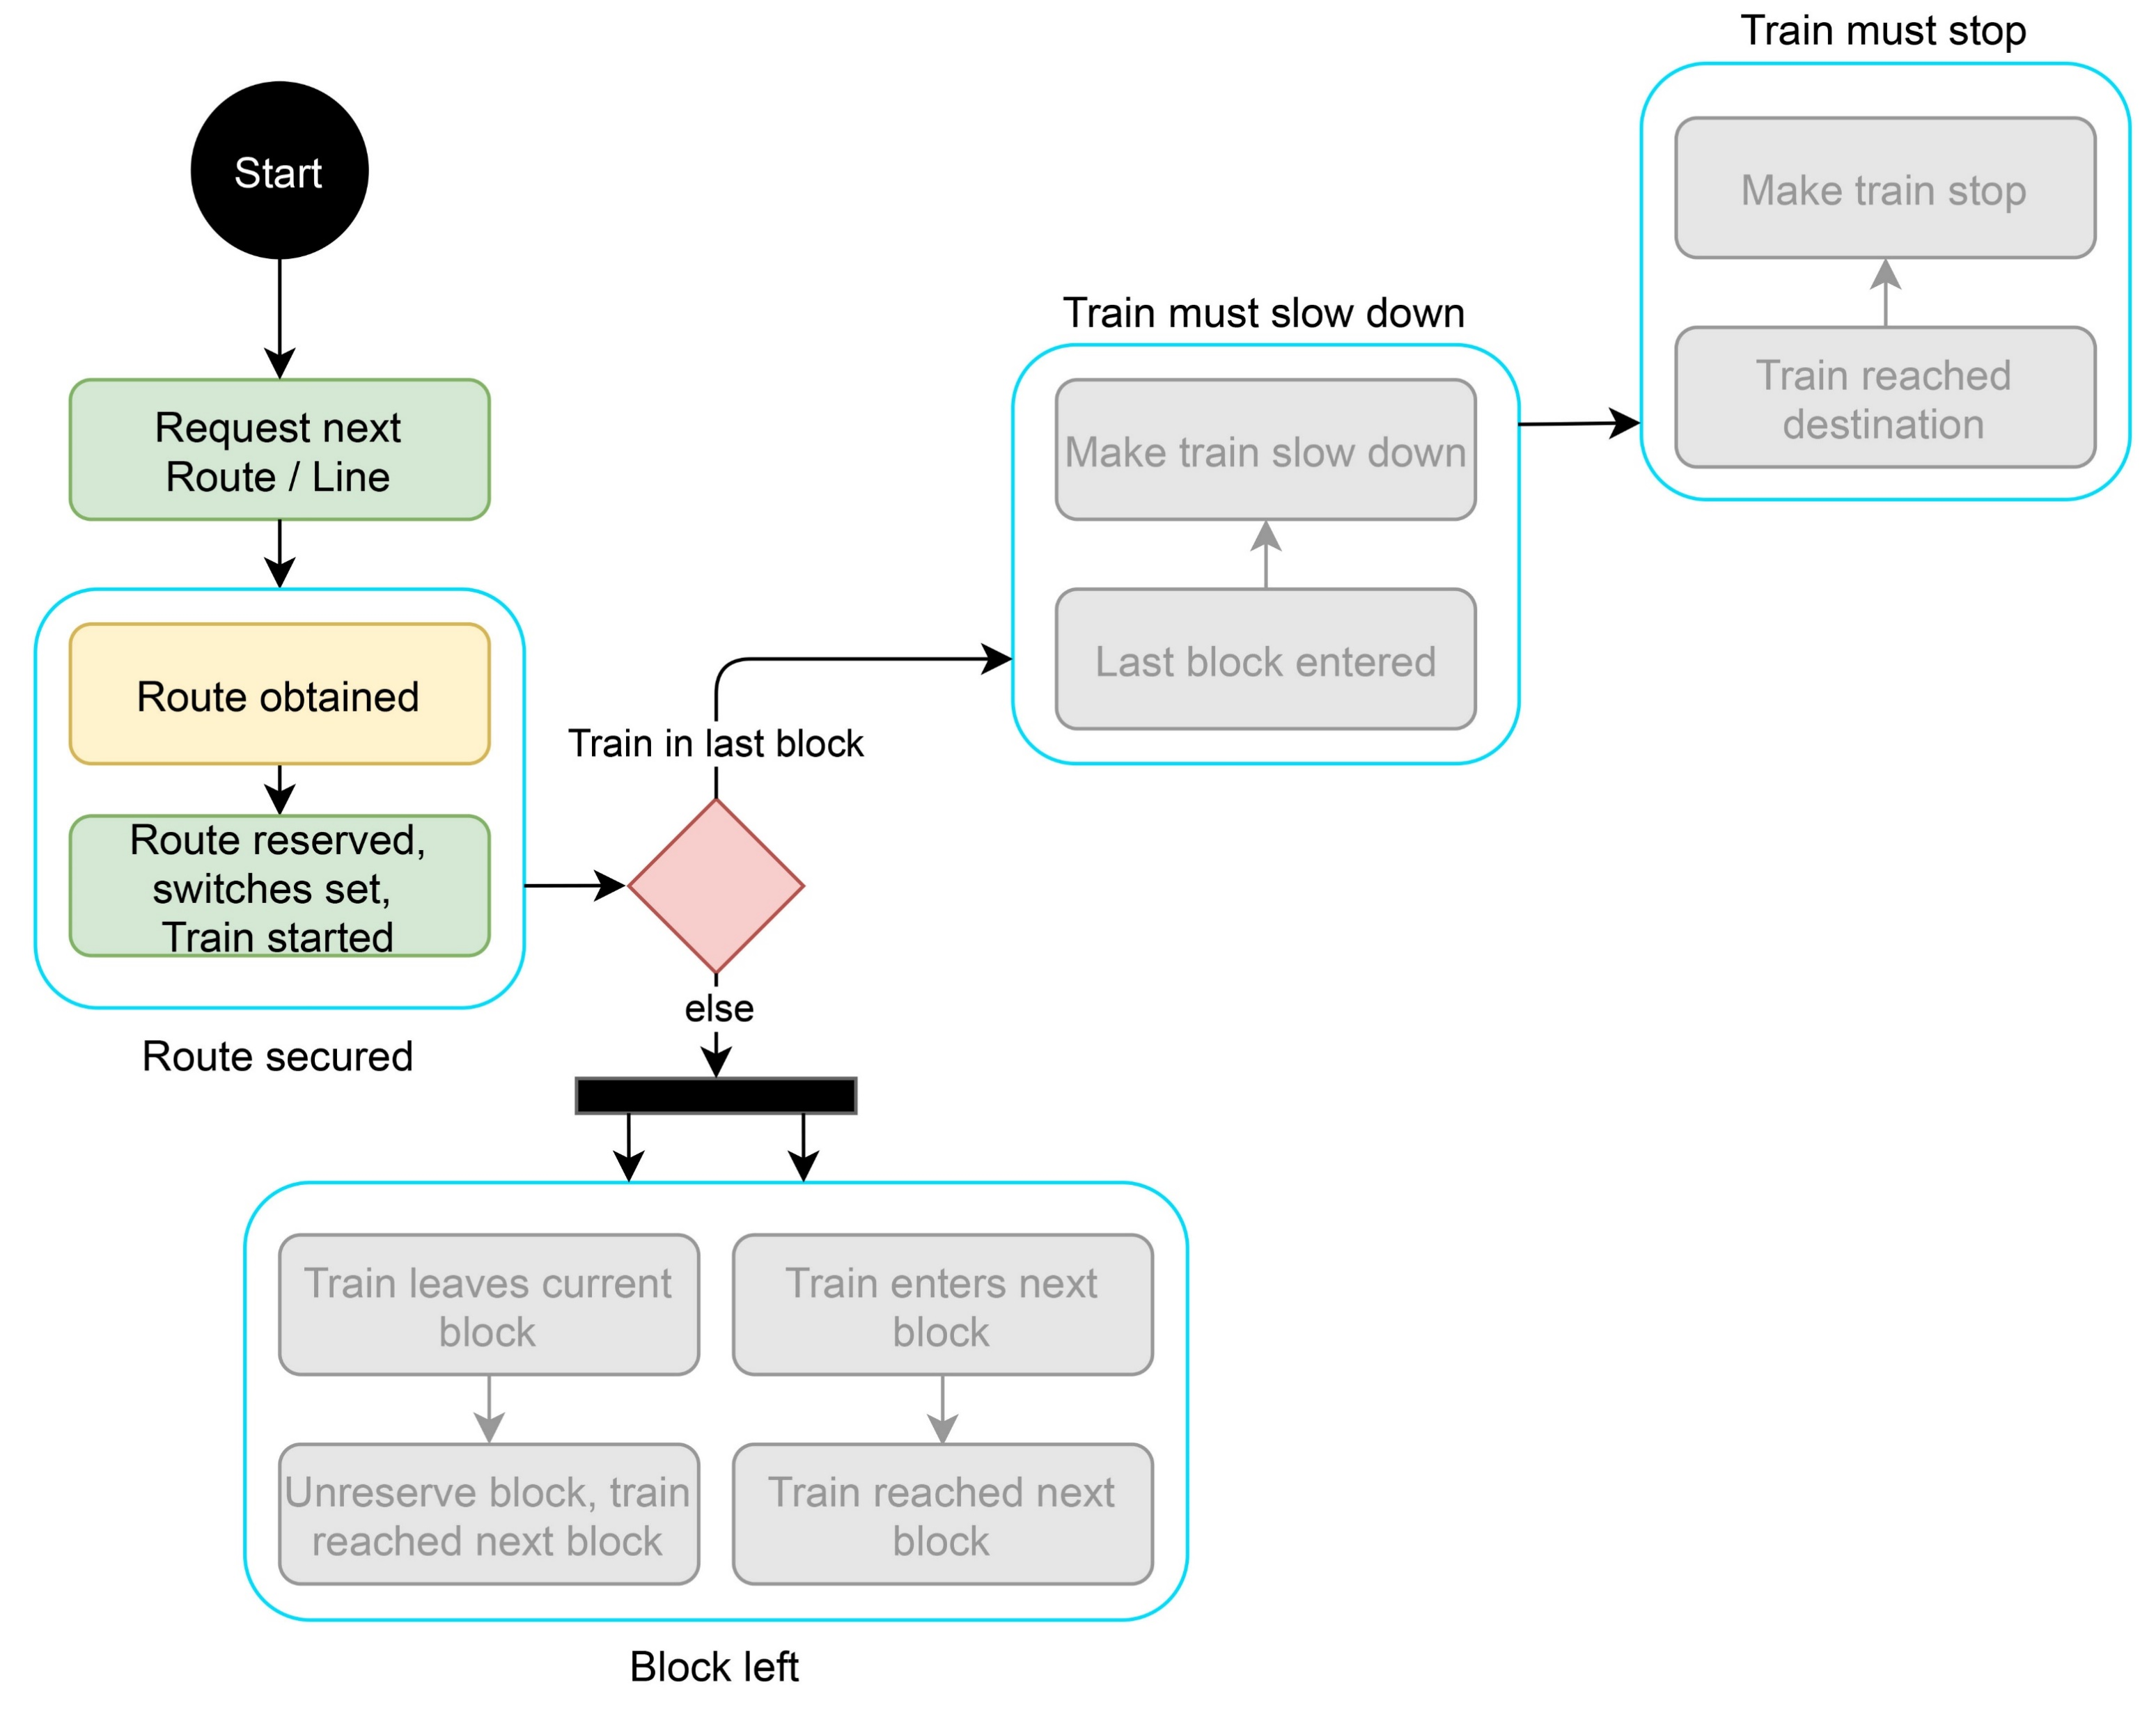 Train must stop
Start
Make train stop
Train must slow down
Train reached
destination
Request next
Route / Line
Make train slow down
Route obtained
Last block entered
Train in last block
Route reserved,
switches set,
Train started
else
Route secured
Train leaves current
block
Train enters next
block
Unreserve block, train
reached next block
Train reached next
block
Block left